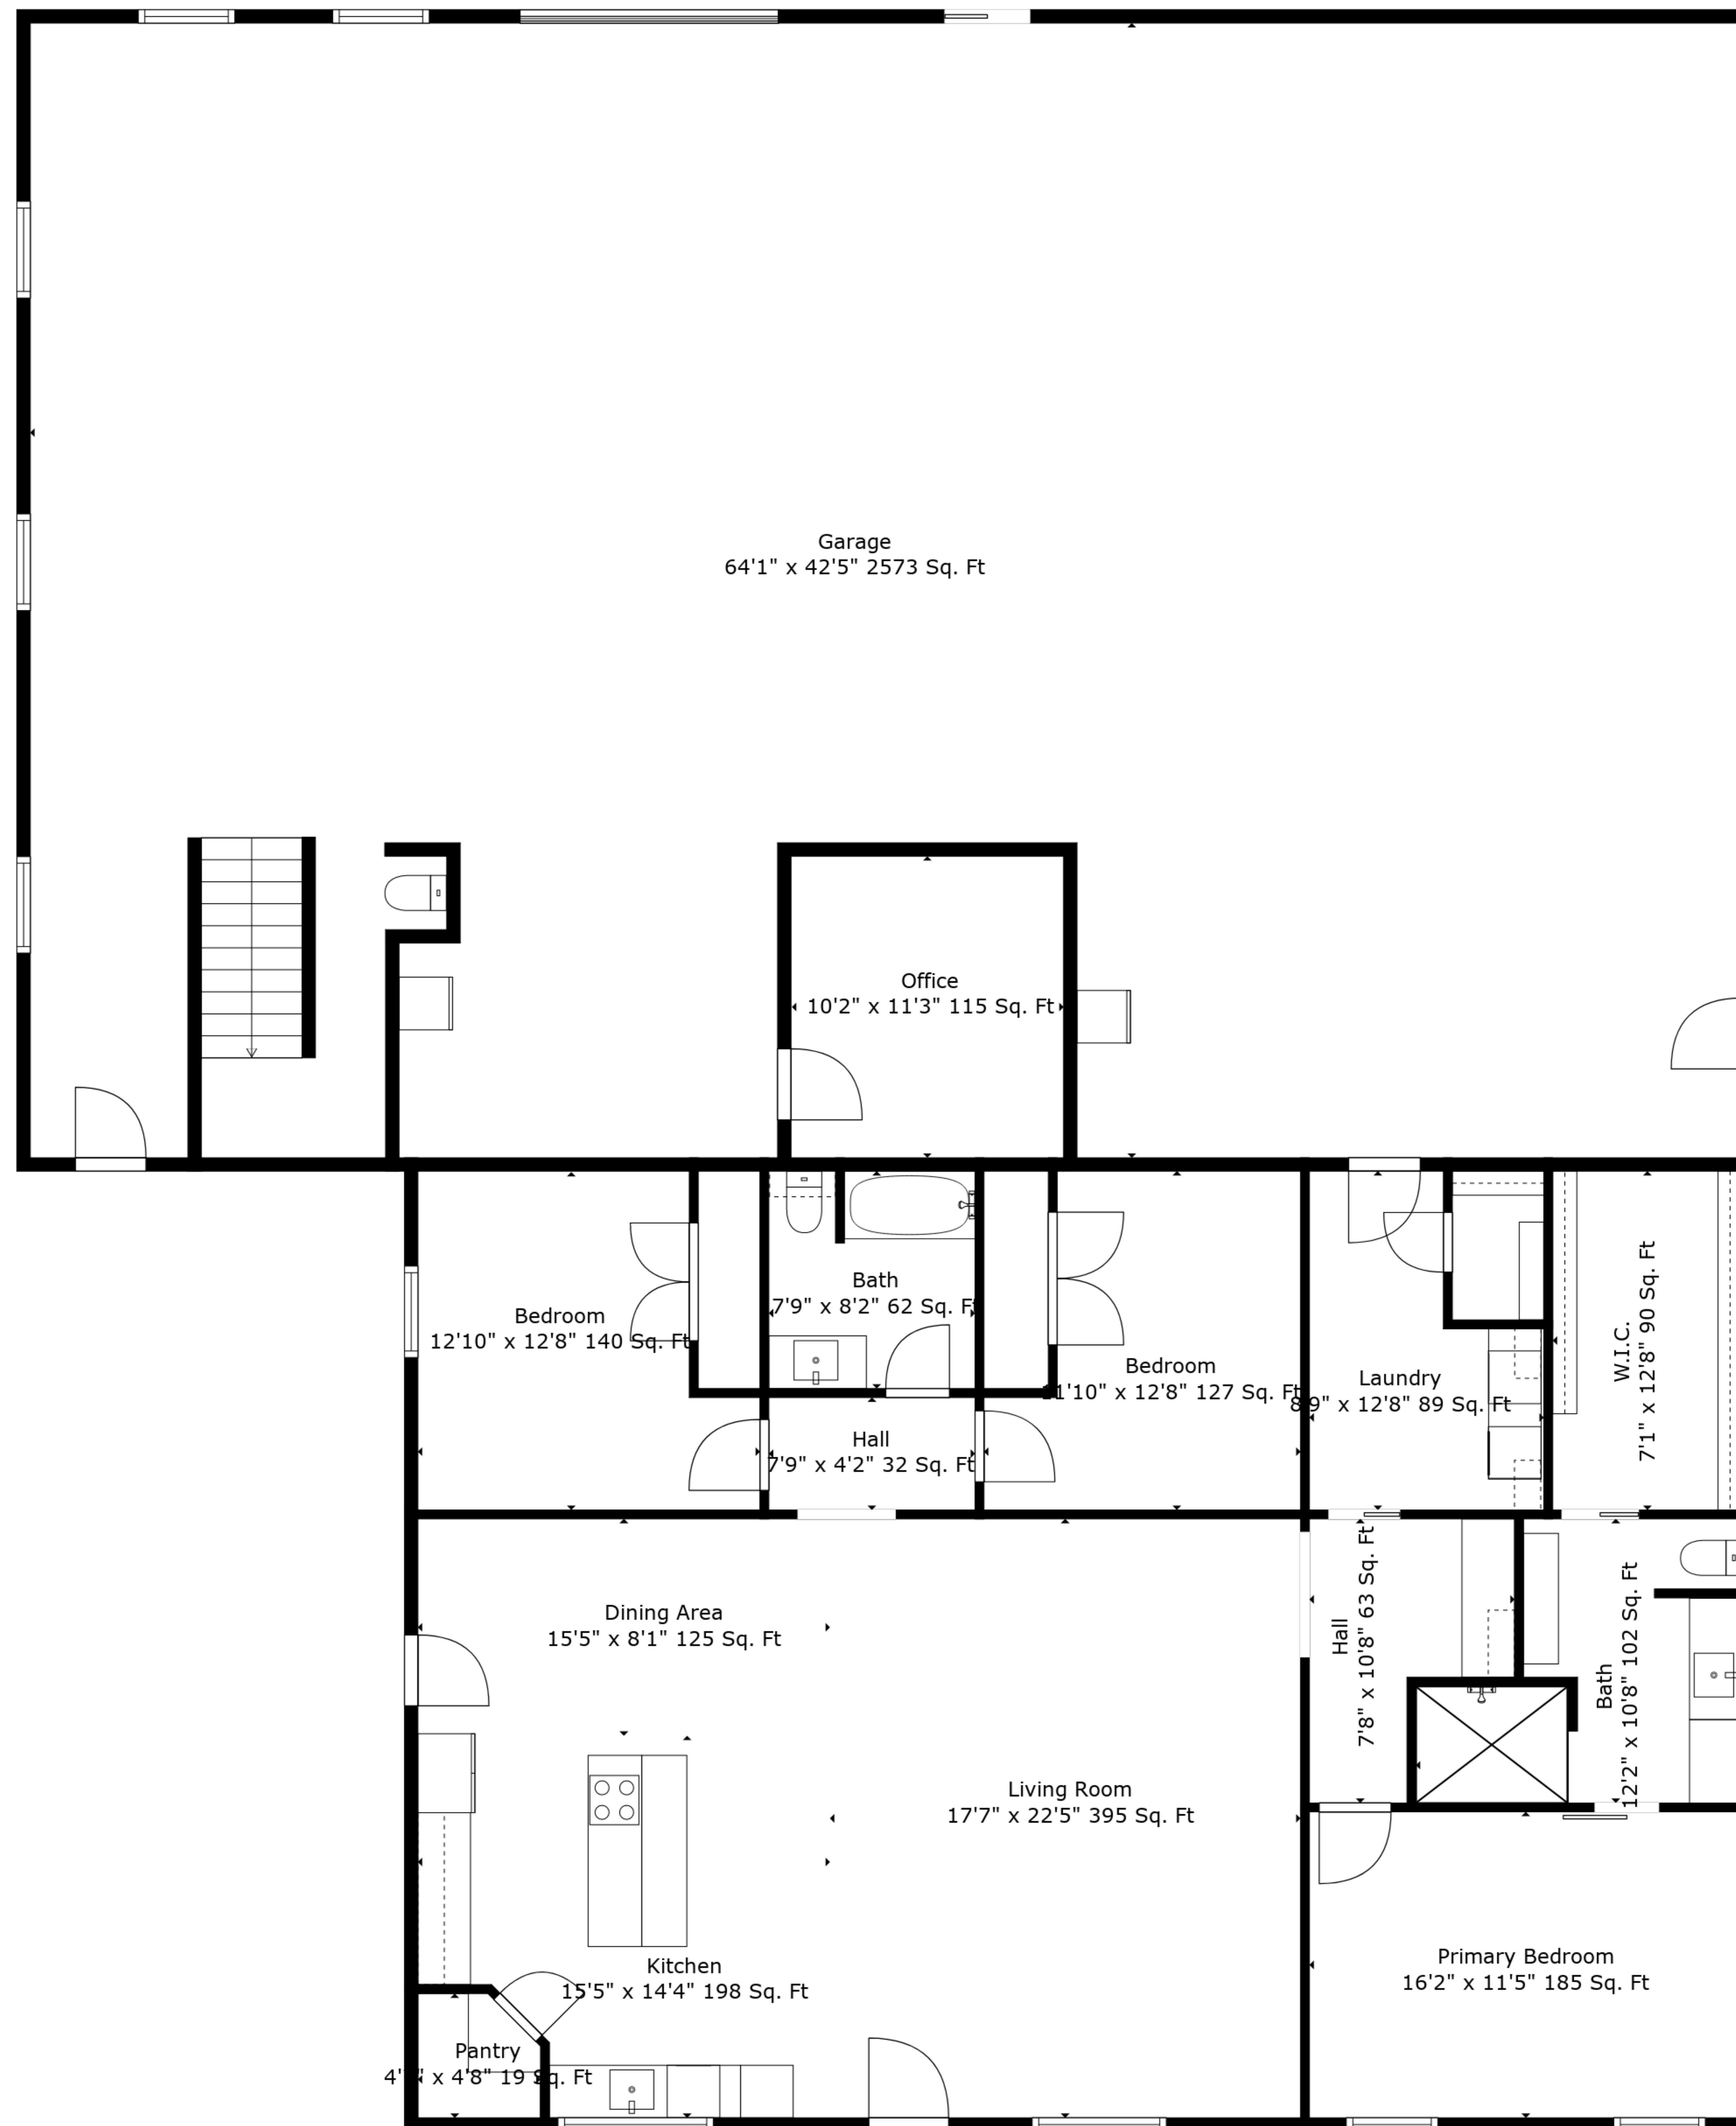 Garage
64'1" x 42'5" 2573 Sq. Ft
Office
10'2" x 11'3" 115 Sq. Ft
Bedroom
12'10" x 12'8" 140 Sq. Ft
Bath
7'9" x 8'2" 62 Sq. Ft
Hall
7'9" x 4'2" 32 Sq. Ft
Bedroom
11'10" x 12'8" 127 Sq. Ft
Laundry
8'9" x 12'8" 89 Sq. Ft
W.I.C.
7'1" x 12'8" 90 Sq. Ft
Dining Area
15'5" x 8'1" 125 Sq. Ft
Hall
7'8" x 10'8" 63 Sq. Ft
Bath
12'2" x 10'8" 102 Sq. Ft
Living Room
17'7" x 22'5" 395 Sq. Ft
Kitchen
15'5" x 14'4" 198 Sq. Ft
Primary Bedroom
16'2" x 11'5" 185 Sq. Ft
Pantry
x 4'8" 19 Sq. Ft